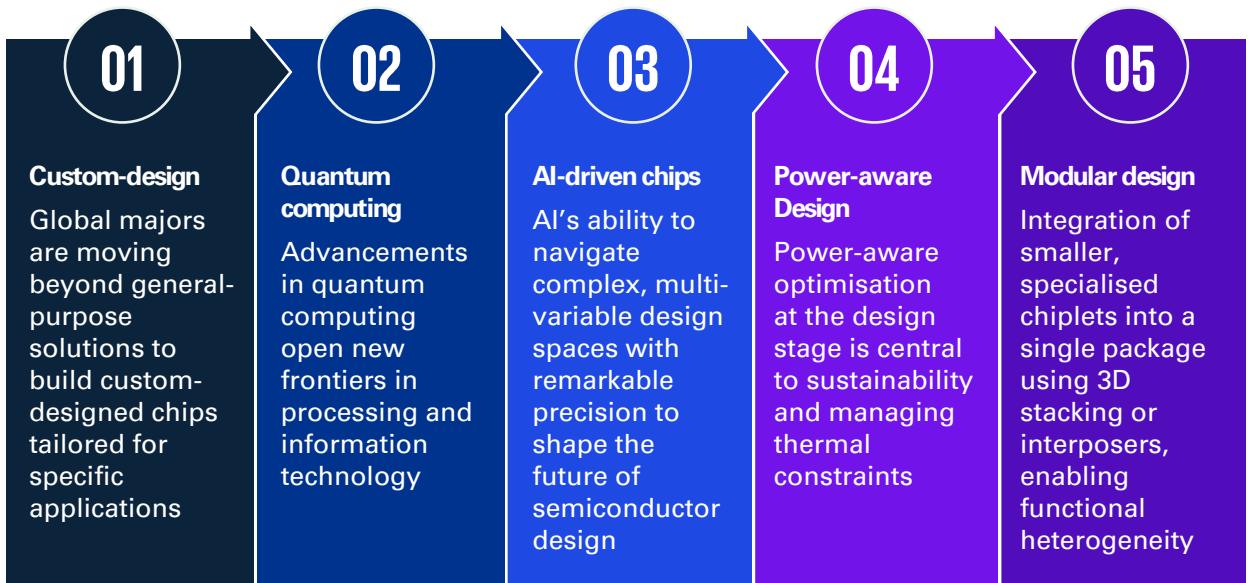 01
Custom-design
Global majors
are moving
beyond general-
purpose
solutions to
build custom-
designed chips
tailored for
specific
applications
02
Quantum
computing
Advancements
in quantum
computing
open new
frontiers in
processing and
information
technology
03
AI-driven chips
AI's ability to
navigate
complex, multi-
variable design
spaces with
remarkable
precision to
shape the
future of
semiconductor
design
04
Power-aware
Design
Power-aware
optimisation
at the design
stage is central
to sustainability
and managing
thermal
constraints
05
Modular design
Integration of
smaller,
specialised
chiplets into a
single package
using 3D
stacking or
interposers,
enabling
functional
heterogeneity